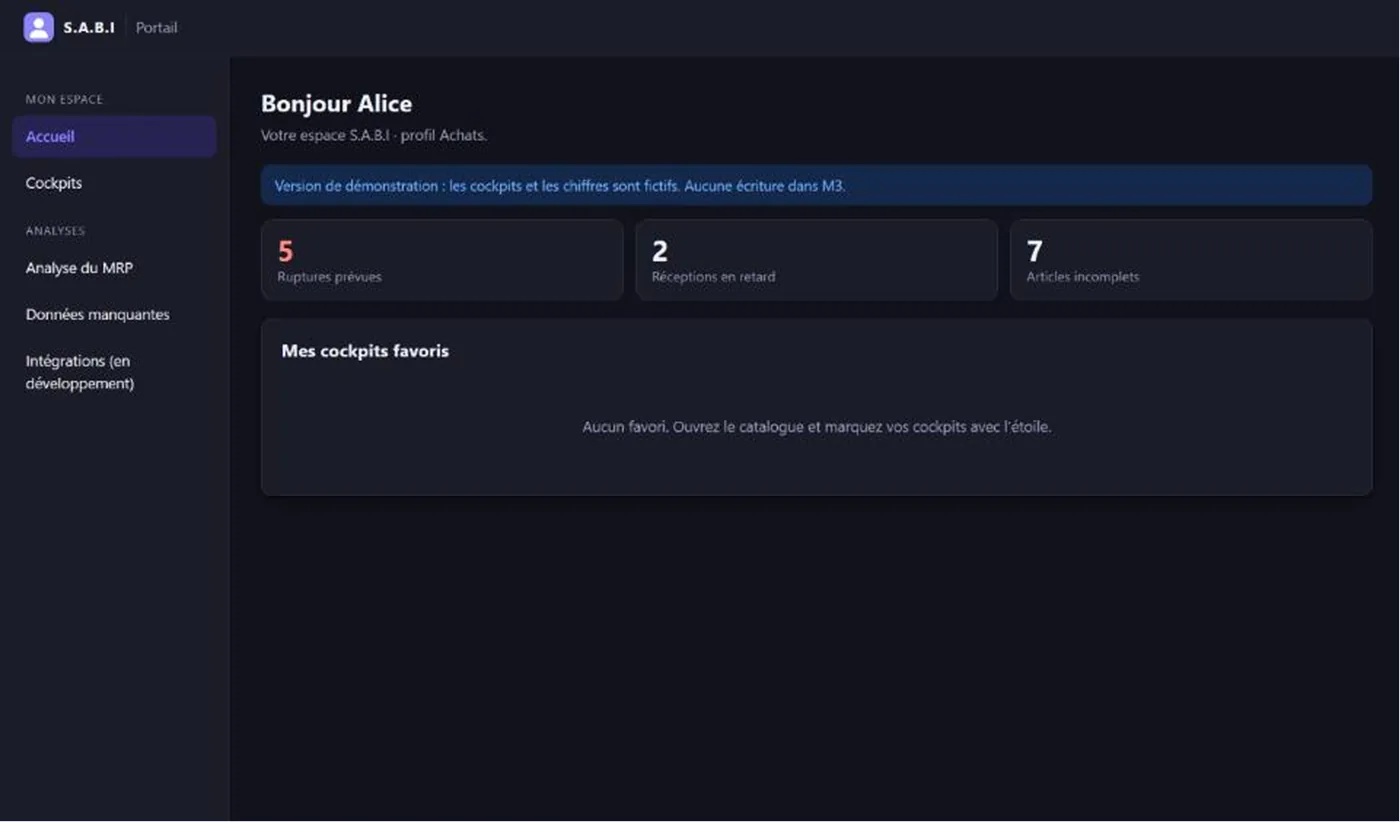 S.A.B.I Portail
MON ESPACE
Accueil
Cockpits
ANALYSES
Analyse du MRP
Données manquantes
Intégrations (en
développement)
Bonjour Alice
Votre espace S.A.B.I · profil Achats.
Version de démonstration : les cockpits et les chiffres sont fictifs. Aucune écriture dans M3.
5
Ruptures prévues
2
Réceptions en retard
7
Articles incomplets
Mes cockpits favoris
Aucun favori. Ouvrez le catalogue et marquez vos cockpits avec l'étoile.